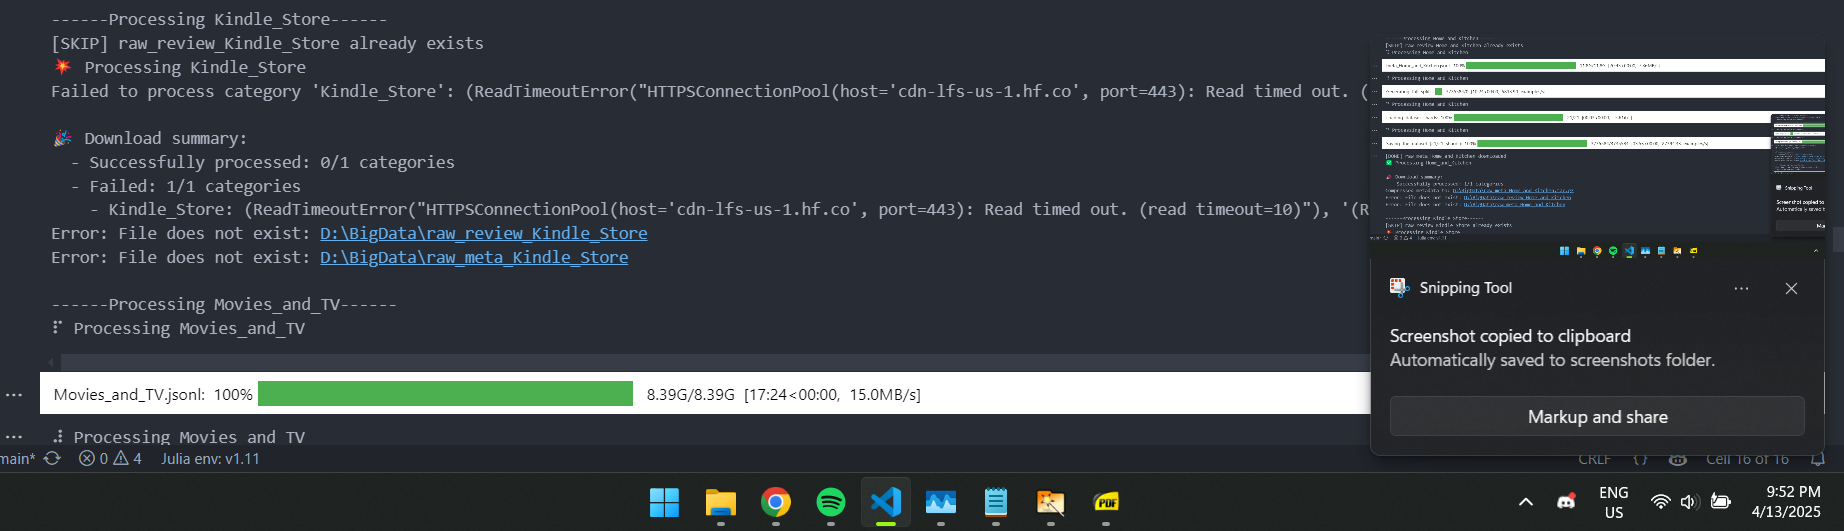 ------Processing Kindle_Store------
[SKIP] raw_review_Kindle_Store already exists
💥 Processing Kindle_Store
Failed to process category 'Kindle_Store': (ReadTimeoutError("HTTPSConnectionPool(host='cdn-lfs-us-1.hf.co', port=443): Read timed out. (
🎉 Download summary:
- Successfully processed: 0/1 categories
- Failed: 1/1 categories
- Kindle_Store: (ReadTimeoutError("HTTPSConnectionPool(host='cdn-lfs-us-1.hf.co', port=443): Read timed out. (read timeout=10)"), '(R
Error: File does not exist: D:\BigData\raw_review_Kindle_Store
Error: File does not exist: D:\BigData\raw_meta_Kindle_Store
------Processing Movies_and_TV------
⠏ Processing Movies_and_TV
... Movies_and_TV.jsonl: 100% 8.39G/8.39G [17:24<00:00, 15.0MB/s]
... Processing Movies_and_TV
Snipping Tool
Screenshot copied to clipboard
Automatically saved to screenshots folder.
Markup and share
main* 0 4 Julia env: v1.11 CRLF {} Cell 16 of 16
PDF
ENG
US
9:52 PM
4/13/2025